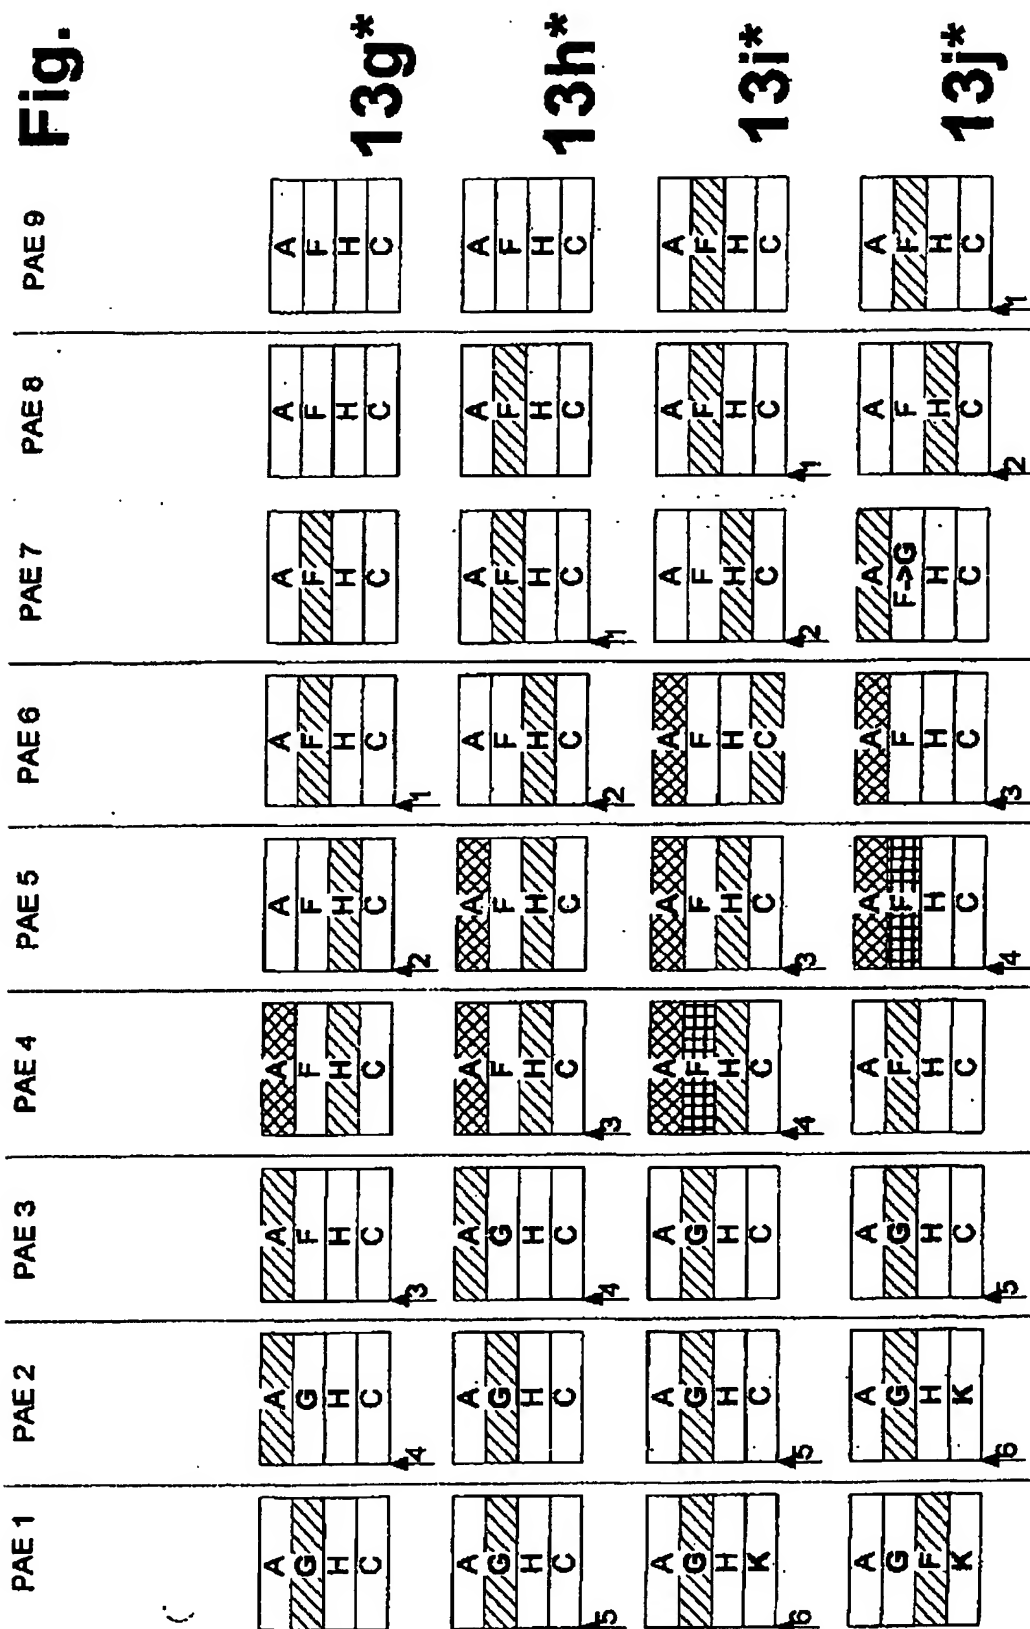 PAE 1 PAE 2 PAE 3 PAE 4 PAE 5 PAE 6 PAE 7 PAE 8 PAE 9 Fig.
A A A A A A A A A
G G F F F F F F F
H H H H H H H H H
C C C C C C C C C 13g*
4 3 2 1
A A A A A A A A A
G G G F F F F F F
H H H H H H H H H
C C C C C C C C C 13h*
5 4 3 2 1
A A A A A A A A A
G G G F F F F F F
H H H H H H H H H
K C C C C C C C C 13i*
6 5 4 3 2 1
A A A A A A A A A
G G G F F F F->G F F
F H H H H H H H H
K K C C C C C C C 13j*
6 5 4 3 2 1